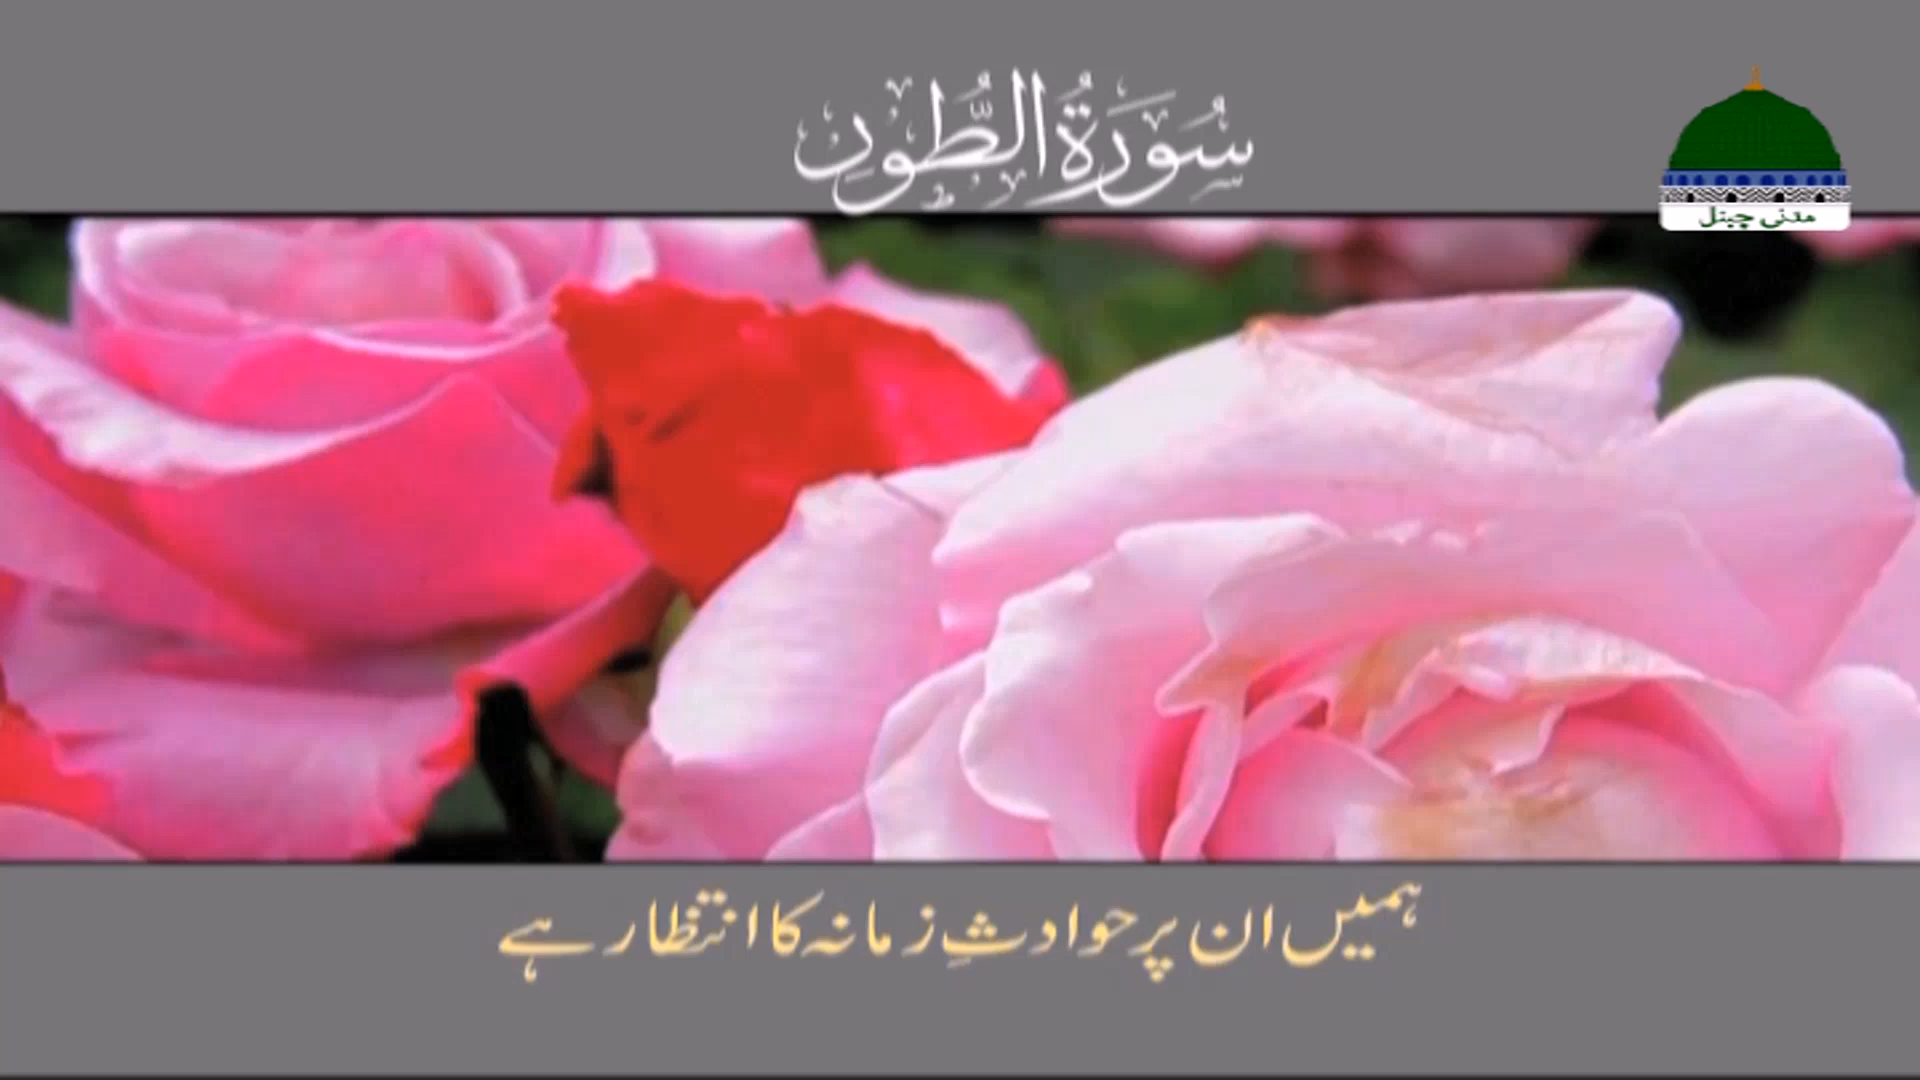 سُوْرَةُ الطُّوْرِ
مدنی چینل
ہمیں ان پر حوادثِ زمانہ کا انتظار ہے